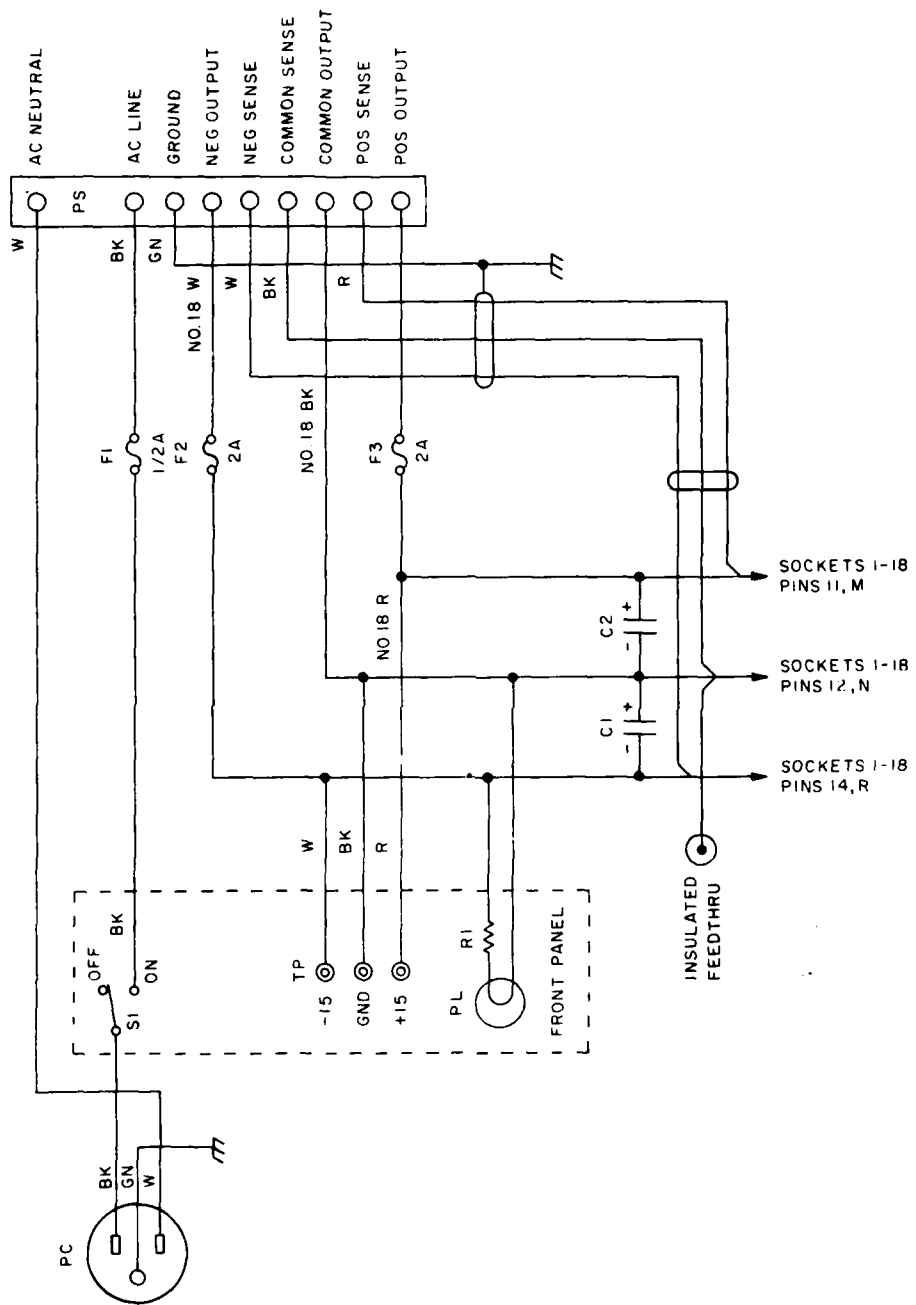 AC NEUTRAL
AC LINE
GROUND
NEG OUTPUT
NEG SENSE
COMMON SENSE
COMMON OUTPUT
POS SENSE
POS OUTPUT
PS
W
BK
GN
NO.18 W
W
BK
R
F1
1/2A
F2
2A
NO.18 BK
F3
2A
NO.18 R
C2
+
-
C1
+
-
SOCKETS 1-18
PINS 11, M
SOCKETS 1-18
PINS 12, N
SOCKETS 1-18
PINS 14, R
W
BK
R
BK
OFF
ON
S1
TP
-15
GND
+15
R1
PL
FRONT PANEL
INSULATED
FEEDTHRU
BK
GN
W
PC